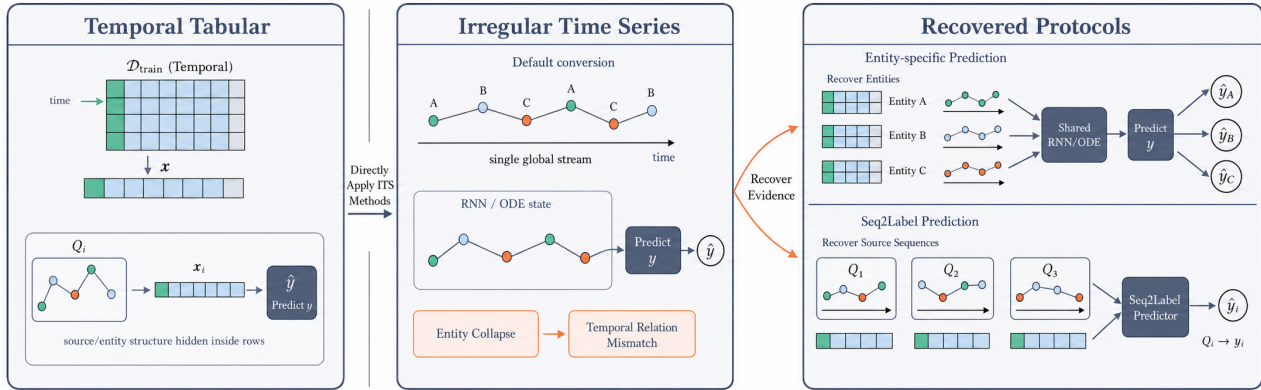 Temporal Tabular
𝒟train (Temporal)
time
x
Qi
xi
ŷ
Predict y
source/entity structure hidden inside rows
Directly
Apply ITS
Methods
Irregular Time Series
Default conversion
A
B
C
A
C
B
single global stream
time
RNN / ODE state
Predict
y
ŷ
Entity Collapse
Temporal Relation
Mismatch
Recover
Evidence
Recovered Protocols
Entity-specific Prediction
Recover Entities
Entity A
Entity B
Entity C
Shared
RNN/ODE
Predict
y
ŷA
ŷB
ŷC
Seq2Label Prediction
Recover Source Sequences
Q1
Q2
Q3
Seq2Label
Predictor
ŷi
Qi → yi